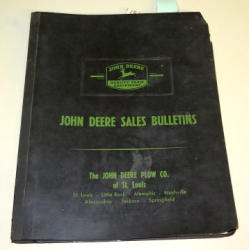 JOHN DEERE
QUALITY FARM
EQUIPMENT
JOHN DEERE SALES BULLETINS
The JOHN DEERE PLOW CO.
of St. Louis
St. Louis - Little Rock - Memphis - Nashville
Alexandria - Jackson - Springfield